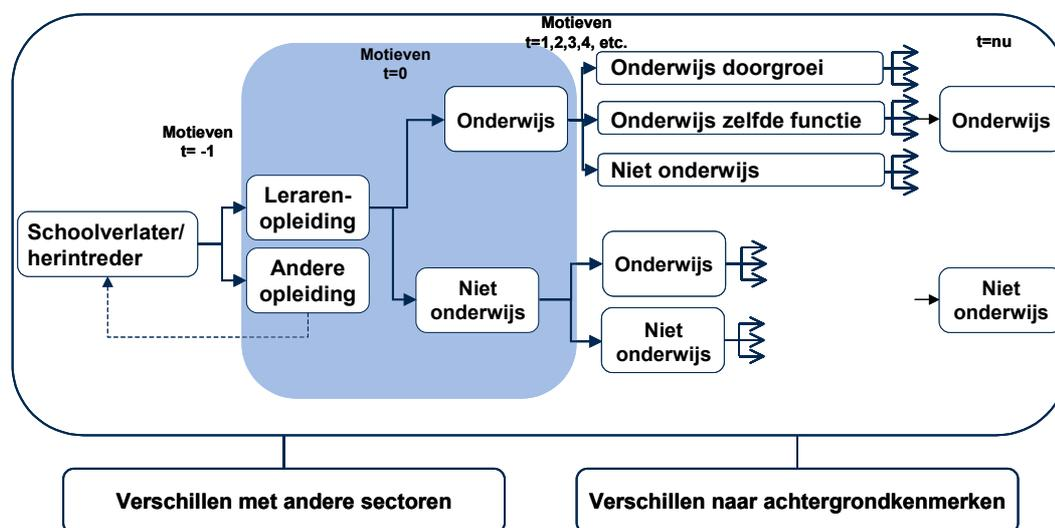 Motieven
t=1,2,3,4, etc.
t=nu
Motieven
t=0
Onderwijs doorgroei
Onderwijs
Onderwijs zelfde functie
Onderwijs
Motieven
t= -1
Niet onderwijs
Leraren-
opleiding
Schoolverlater/
herintreder
Andere
opleiding
Onderwijs
Niet
onderwijs
Niet
onderwijs
Niet
onderwijs
Verschillen met andere sectoren
Verschillen naar achtergrondkenmerken